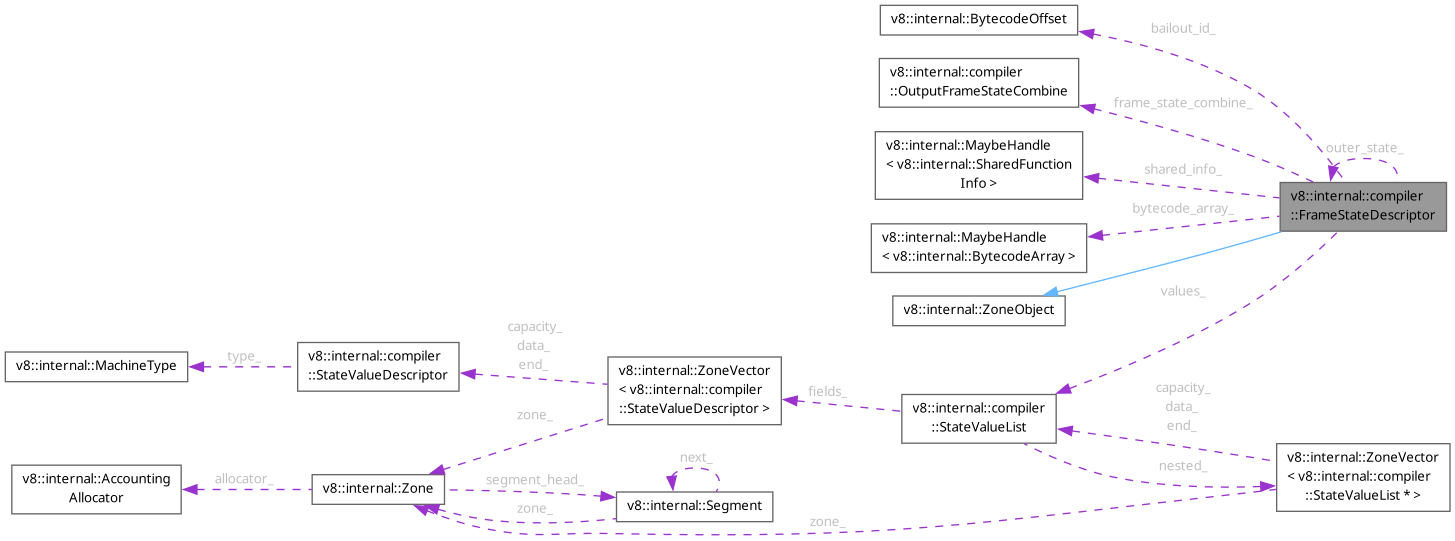 v8::internal::BytecodeOffset
bailout_id_
v8::internal::compiler
::OutputFrameStateCombine
frame_state_combine_
outer_state_
v8::internal::MaybeHandle
< v8::internal::SharedFunction
Info >
shared_info_
v8::internal::compiler
::FrameStateDescriptor
bytecode_array_
v8::internal::MaybeHandle
< v8::internal::BytecodeArray >
v8::internal::ZoneObject
values_
v8::internal::MachineType
type_
v8::internal::compiler
::StateValueDescriptor
capacity_
data_
end_
v8::internal::ZoneVector
< v8::internal::compiler
::StateValueDescriptor >
fields_
v8::internal::compiler
::StateValueList
capacity_
data_
end_
zone_
nested_
v8::internal::ZoneVector
< v8::internal::compiler
::StateValueList * >
v8::internal::Accounting
Allocator
allocator_
v8::internal::Zone
segment_head_
zone_
next_
v8::internal::Segment
zone_